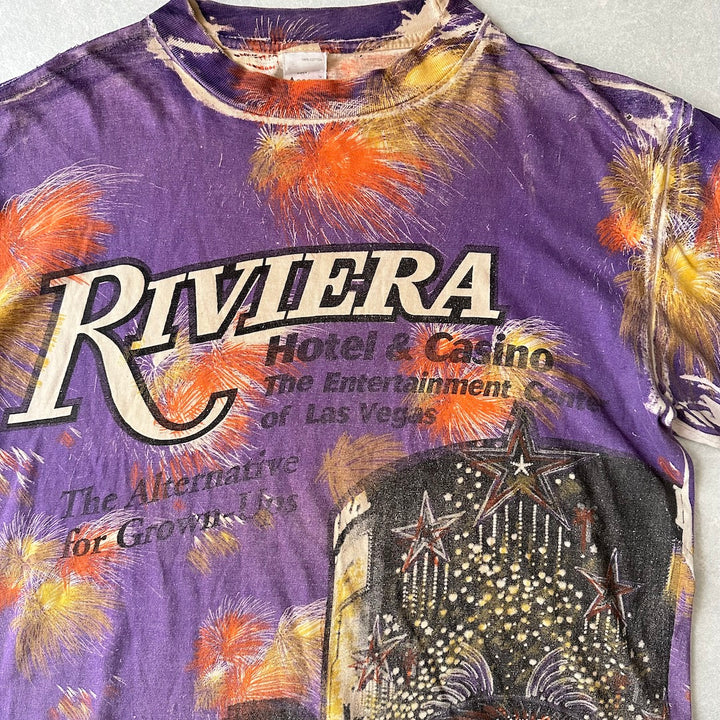 RIVIERA
Hotel & Casino
The Entertainment Center
of Las Vegas
The Alternative
for Grown-Ups